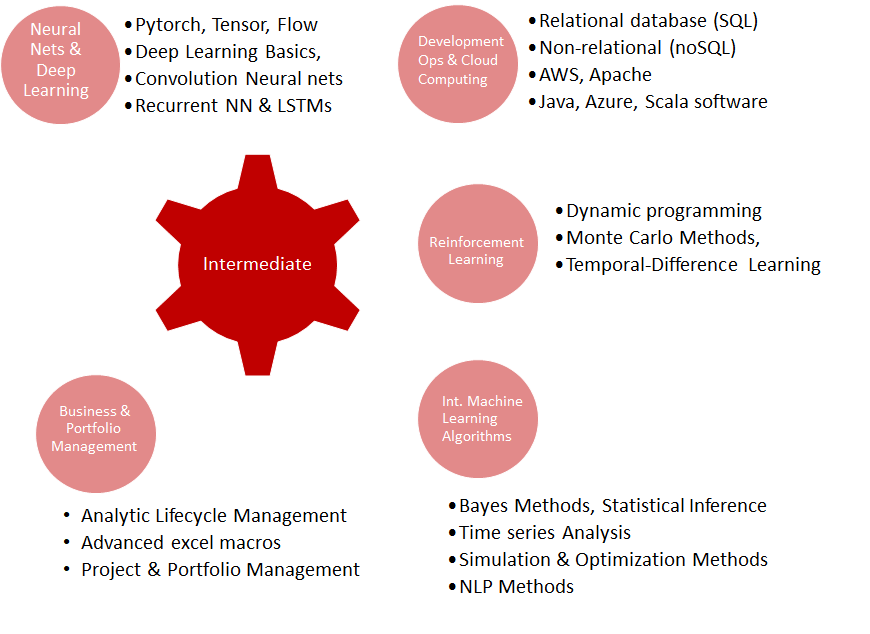 Neural
Nets &
Deep
Learning
•Pytorch, Tensor, Flow
•Deep Learning Basics,
•Convolution Neural nets
•Recurrent NN & LSTMs
Development
Ops & Cloud
Computing
•Relational database (SQL)
•Non-relational (noSQL)
•AWS, Apache
•Java, Azure, Scala software
Intermediate
Reinforcement
Learning
•Dynamic programming
•Monte Carlo Methods,
•Temporal-Difference Learning
Business &
Portfolio
Management
• Analytic Lifecycle Management
• Advanced excel macros
• Project & Portfolio Management
Int. Machine
Learning
Algorithms
•Bayes Methods, Statistical Inference
•Time series Analysis
•Simulation & Optimization Methods
•NLP Methods